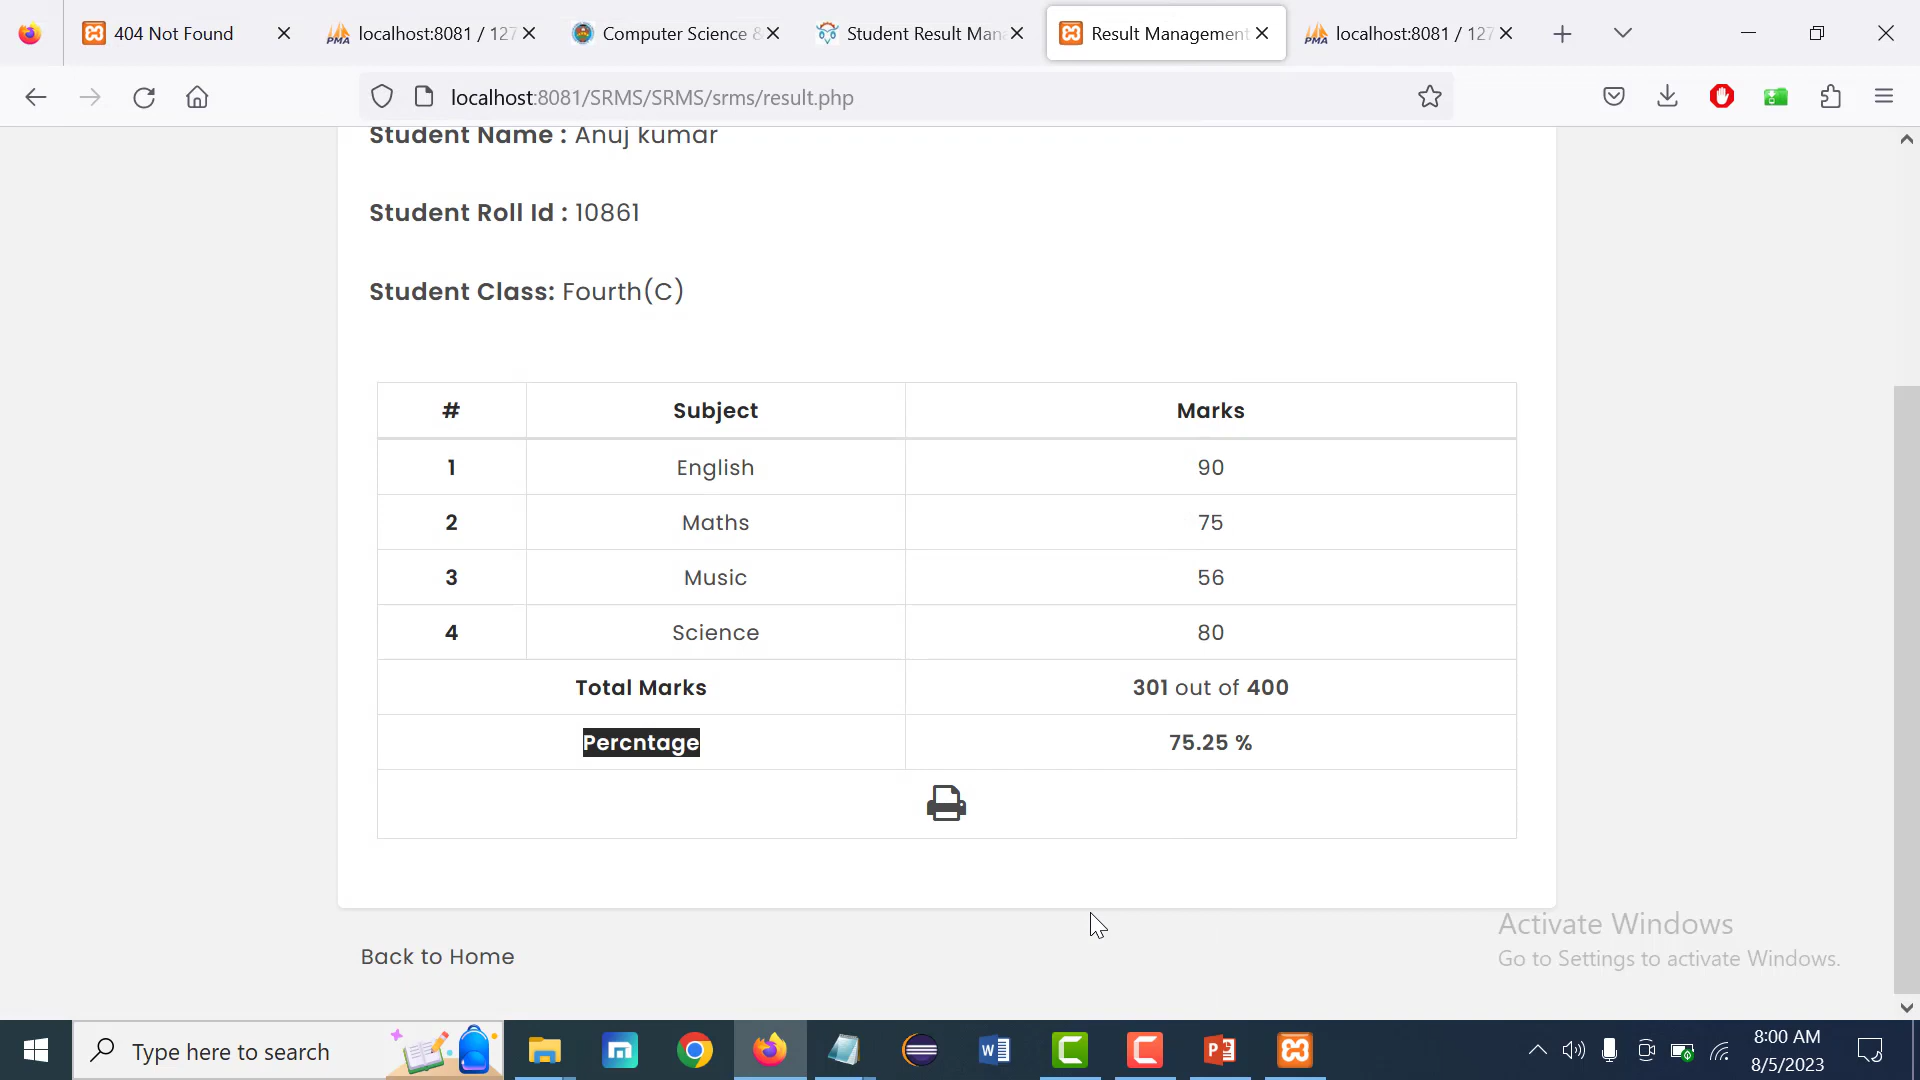 404 Not Found
localhost:8081 / 127
Computer Science &
Student Result Man
Result Management
localhost:8081 / 127
localhost:8081/SRMS/SRMS/srms/result.php
Student Name : Anuj kumar
Student Roll Id : 10861
Student Class: Fourth(C)
# Subject Marks
1 English 90
2 Maths 75
3 Music 56
4 Science 80
Total Marks 301 out of 400
Percntage 75.25 %
Back to Home
Activate Windows
Go to Settings to activate Windows.
Type here to search
8:00 AM
8/5/2023